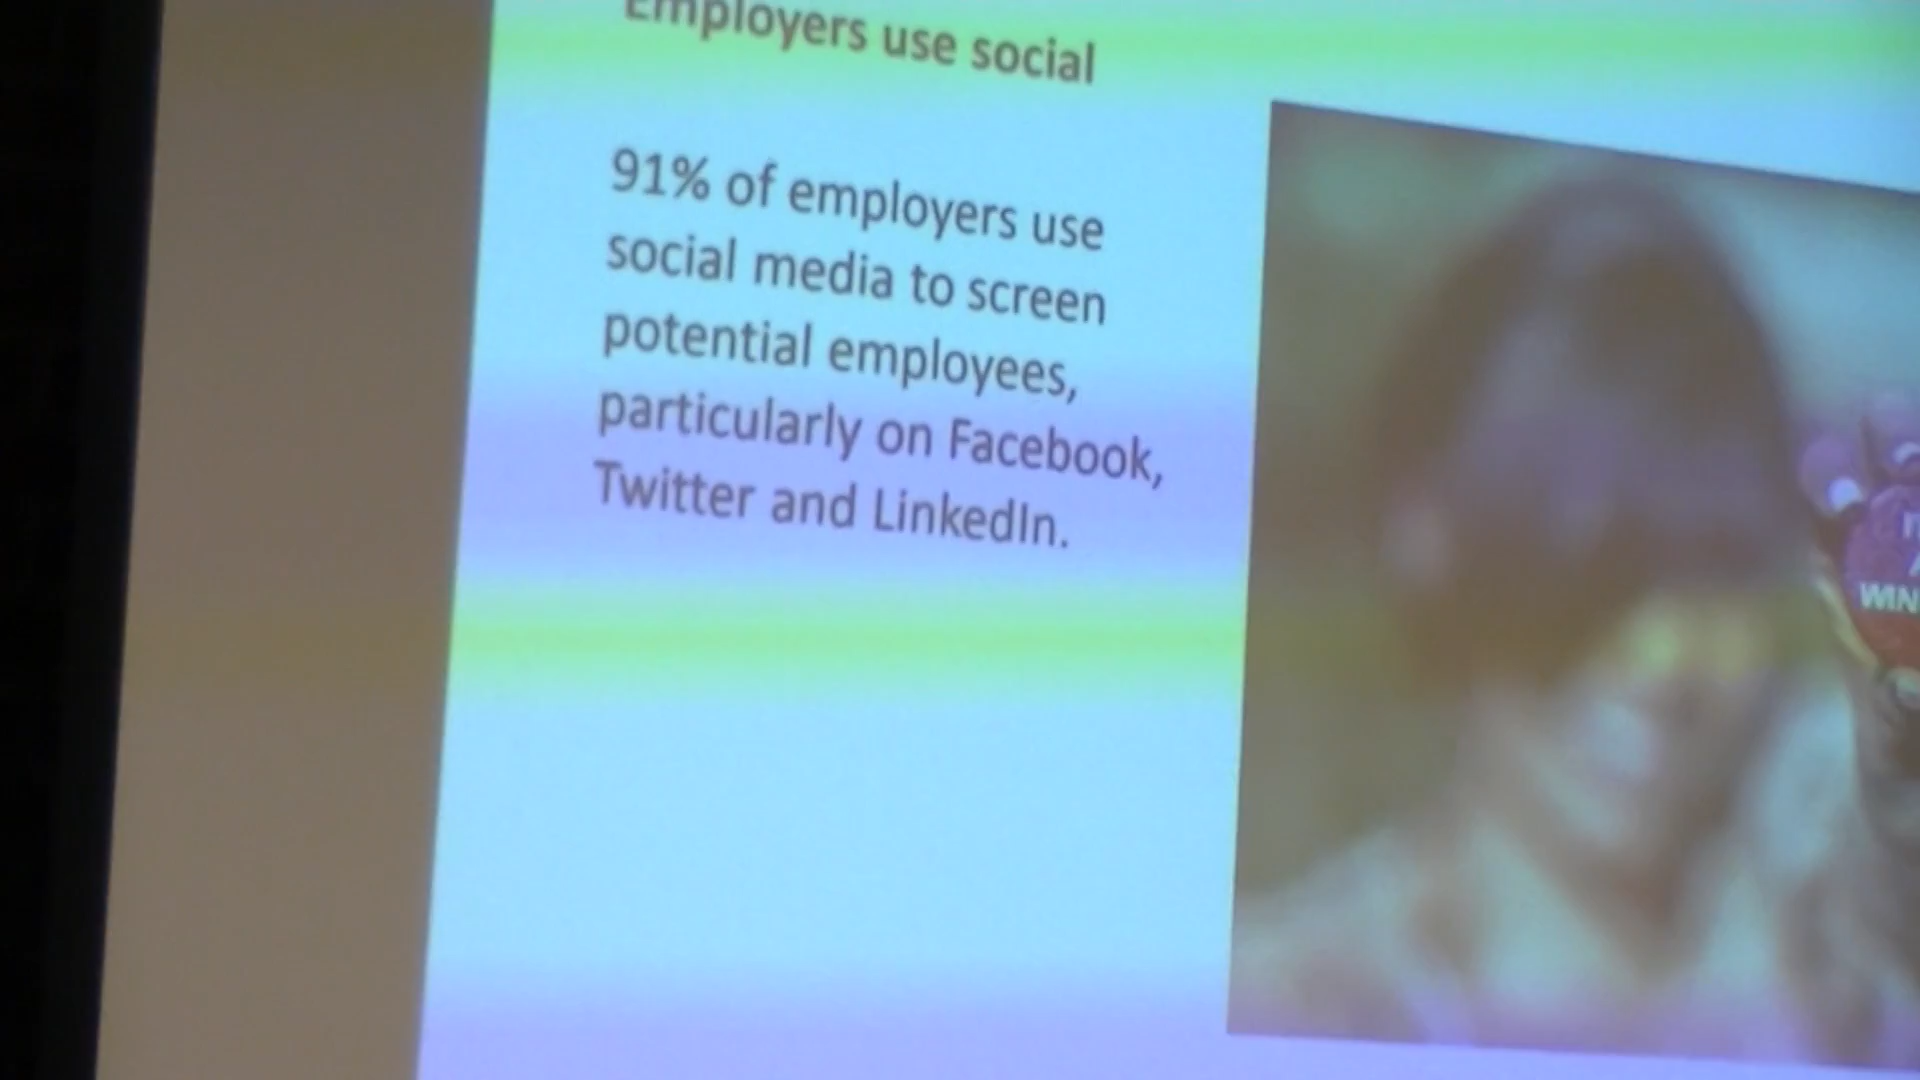 Employers use social
91% of employers use
social media to screen
potential employees,
particularly on Facebook,
Twitter and LinkedIn.